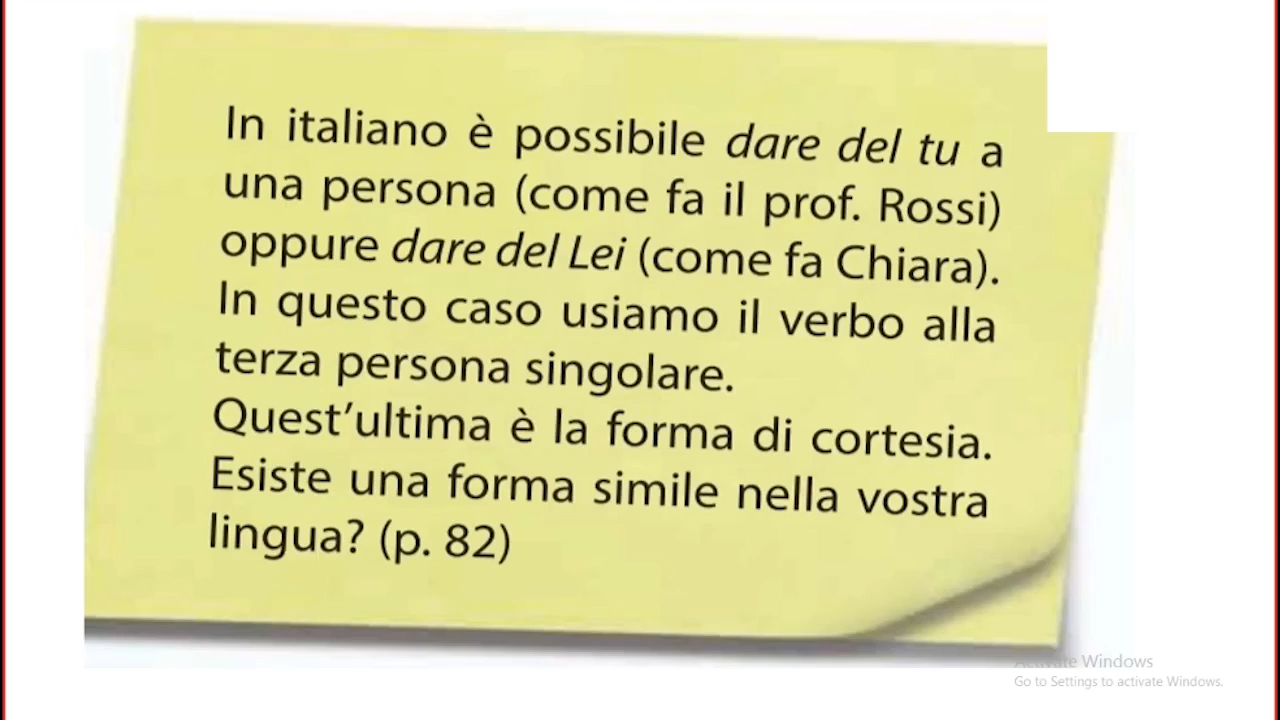 In italiano è possibile dare del tu a
una persona (come fa il prof. Rossi)
oppure dare del Lei (come fa Chiara).
In questo caso usiamo il verbo alla
terza persona singolare.
Quest’ultima è la forma di cortesia.
Esiste una forma simile nella vostra
lingua? (p. 82)
Activate Windows
Go to Settings to activate Windows.